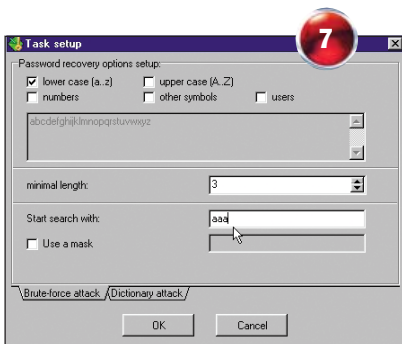 7
Task setup
Password recovery options setup:
lower case (a..z)
upper case (A..Z)
numbers
other symbols
users
abcdefghijklmnopqrstuvwxyz
minimal length:
3
Start search with:
aaa
Use a mask
Brute-force attack
Dictionary attack
OK
Cancel